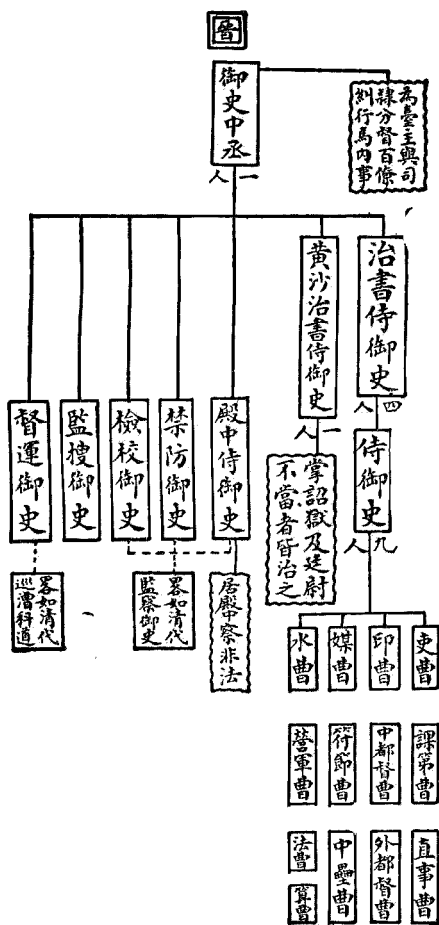 晉
御史中丞
一人
為臺主與司
隸分督百僚
糾行馬內事
治書侍御史
四人
黄沙治書侍御史
一人
掌詔獄及廷尉
不當者皆治之
侍御史
九人
吏曹
課第曹
直事曹
印曹
中都督曹
外都督曹
媒曹
符節曹
中壘曹
水曹
營軍曹
法曹
算曹
殿中侍御史
居殿中察非法
禁防御史
檢校御史
畧如清代
監察御史
監搜御史
督運御史
畧如清代
巡漕科道